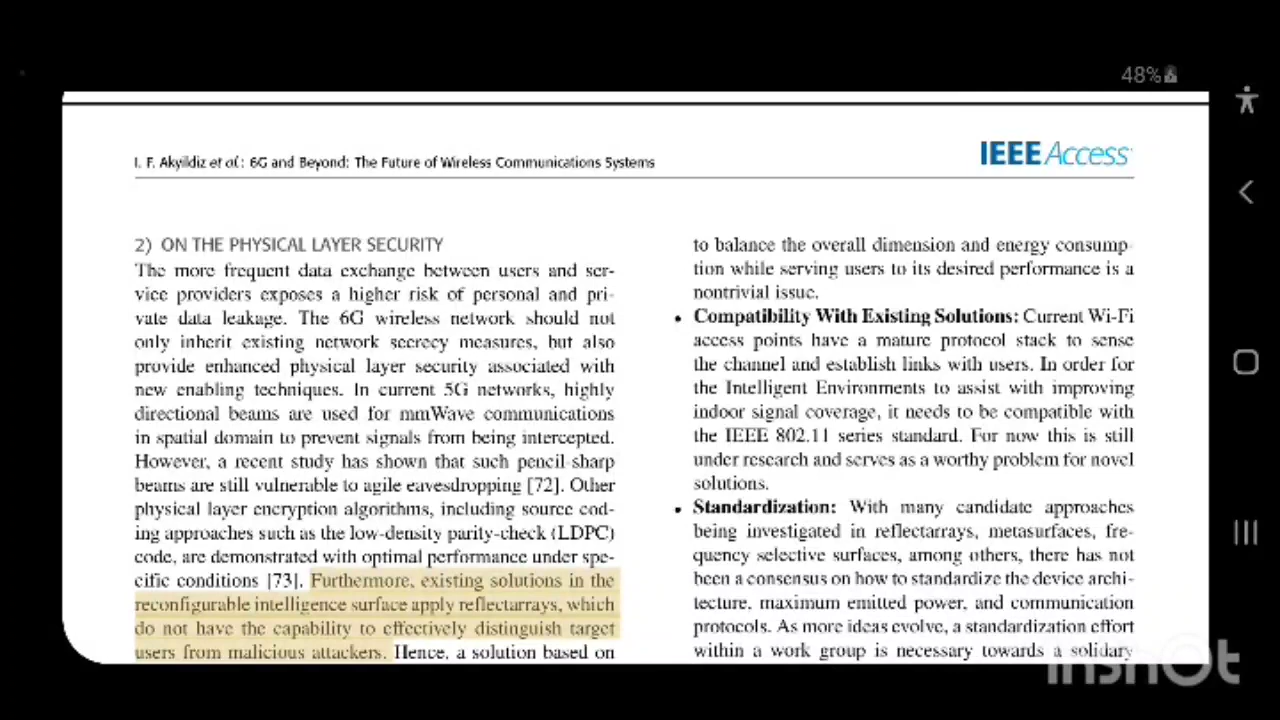 48%
I. F. Akyildiz et al.: 6G and Beyond: The Future of Wireless Communications Systems
IEEE Access
2) ON THE PHYSICAL LAYER SECURITY
The more frequent data exchange between users and ser-
vice providers exposes a higher risk of personal and pri-
vate data leakage. The 6G wireless network should not
only inherit existing network secrecy measures, but also
provide enhanced physical layer security associated with
new enabling techniques. In current 5G networks, highly
directional beams are used for mmWave communications
in spatial domain to prevent signals from being intercepted.
However, a recent study has shown that such pencil-sharp
beams are still vulnerable to agile eavesdropping [72]. Other
physical layer encryption algorithms, including source cod-
ing approaches such as the low-density parity-check (LDPC)
code, are demonstrated with optimal performance under spe-
cific conditions [73]. Furthermore, existing solutions in the
reconfigurable intelligence surface apply reflectarrays, which
do not have the capability to effectively distinguish target
users from malicious attackers. Hence, a solution based on
to balance the overall dimension and energy consump-
tion while serving users to its desired performance is a
nontrivial issue.
• Compatibility With Existing Solutions: Current Wi-Fi
access points have a mature protocol stack to sense
the channel and establish links with users. In order for
the Intelligent Environments to assist with improving
indoor signal coverage, it needs to be compatible with
the IEEE 802.11 series standard. For now this is still
under research and serves as a worthy problem for novel
solutions.
• Standardization: With many candidate approaches
being investigated in reflectarrays, metasurfaces, fre-
quency selective surfaces, among others, there has not
been a consensus on how to standardize the device archi-
tecture, maximum emitted power, and communication
protocols. As more ideas evolve, a standardization effort
within a work group is necessary towards a solidary
InShOt